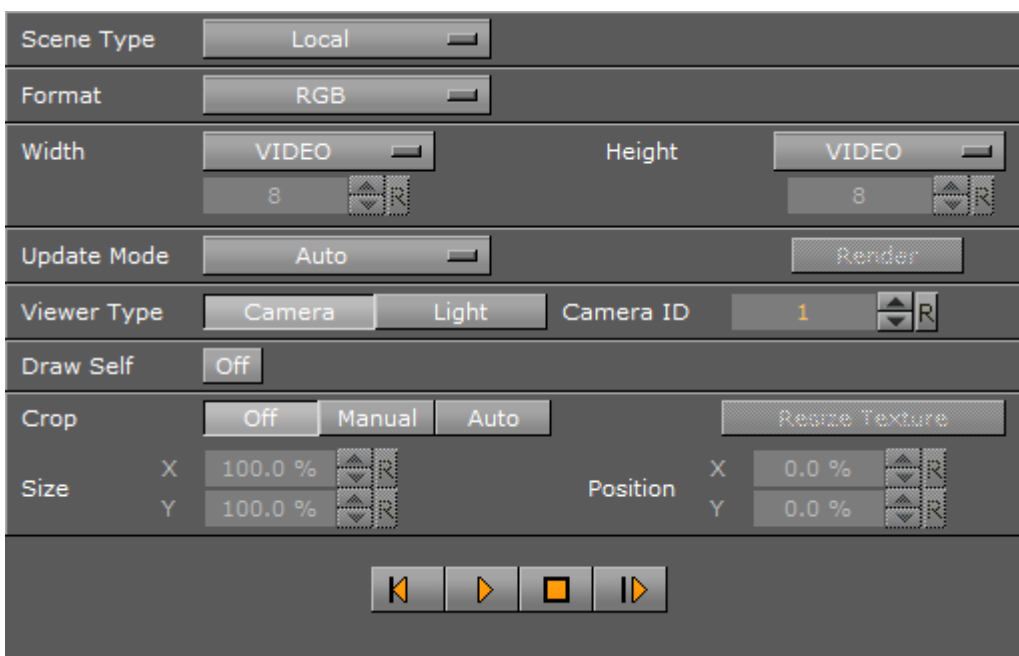 Scene Type Local
Format RGB
Width VIDEO Height VIDEO
8 R 8 R
Update Mode Auto Render
Viewer Type Camera Light Camera ID 1 R
Draw Self Off
Crop Off Manual Auto Resize Texture
X 100.0 % R X 0.0 % R
Size Position
Y 100.0 % R Y 0.0 % R